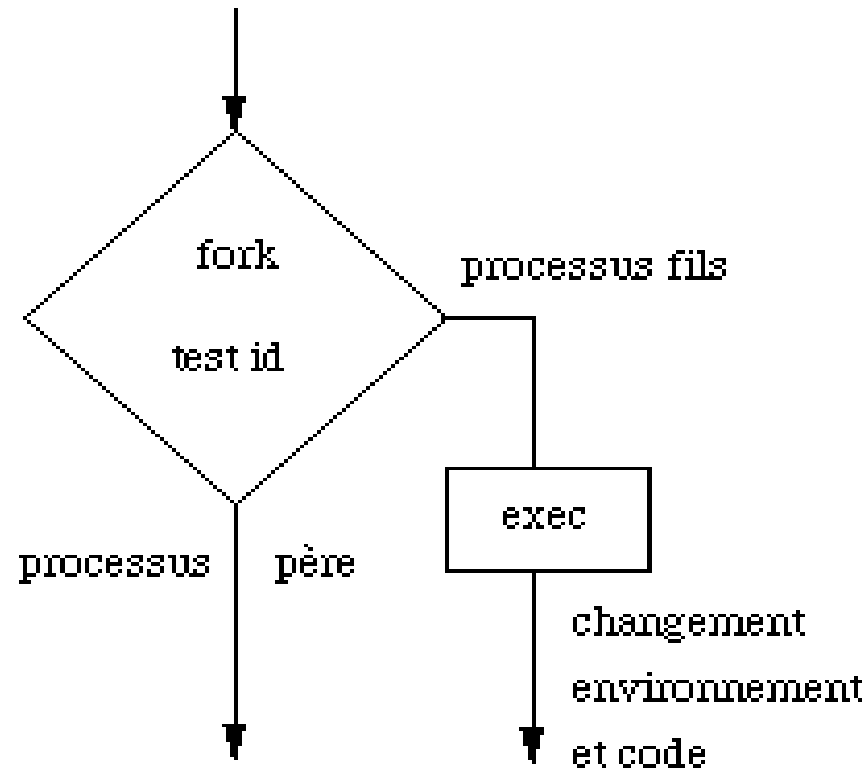 fork
processus fils
test id
exec
processus père
changement
environnement
et code